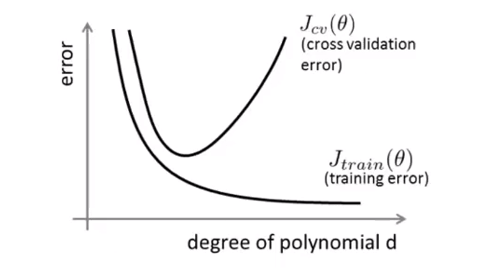 J_cv(θ)
(cross validation
error)
error
J_train(θ)
(training error)
degree of polynomial d